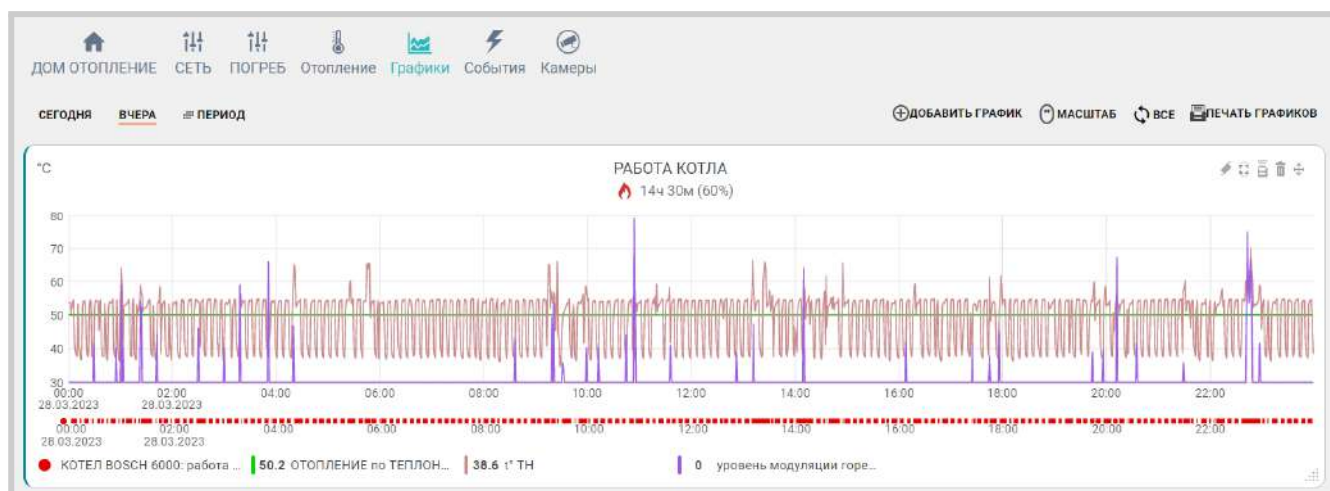 ДОМ ОТОПЛЕНИЕ СЕТЬ ПОГРЕБ Отопление Графики События Камеры
СЕГОДНЯ ВЧЕРА ПЕРИОД ДОБАВИТЬ ГРАФИК МАСШТАБ ВСЕ ПЕЧАТЬ ГРАФИКОВ
°C РАБОТА КОТЛА
14ч 30м (60%)
80
70
60
50
40
30
00:00 02:00 04:00 06:00 08:00 10:00 12:00 14:00 16:00 18:00 20:00 22:00
28.03.2023 28.03.2023
00:00 02:00 04:00 06:00 08:00 10:00 12:00 14:00 16:00 18:00 20:00 22:00
28.03.2023 28.03.2023
КОТЕЛ BOSCH 6000: работа ... 50.2 ОТОПЛЕНИЕ по ТЕПЛОН... 38.6 t° ТН 0 уровень модуляции горе...